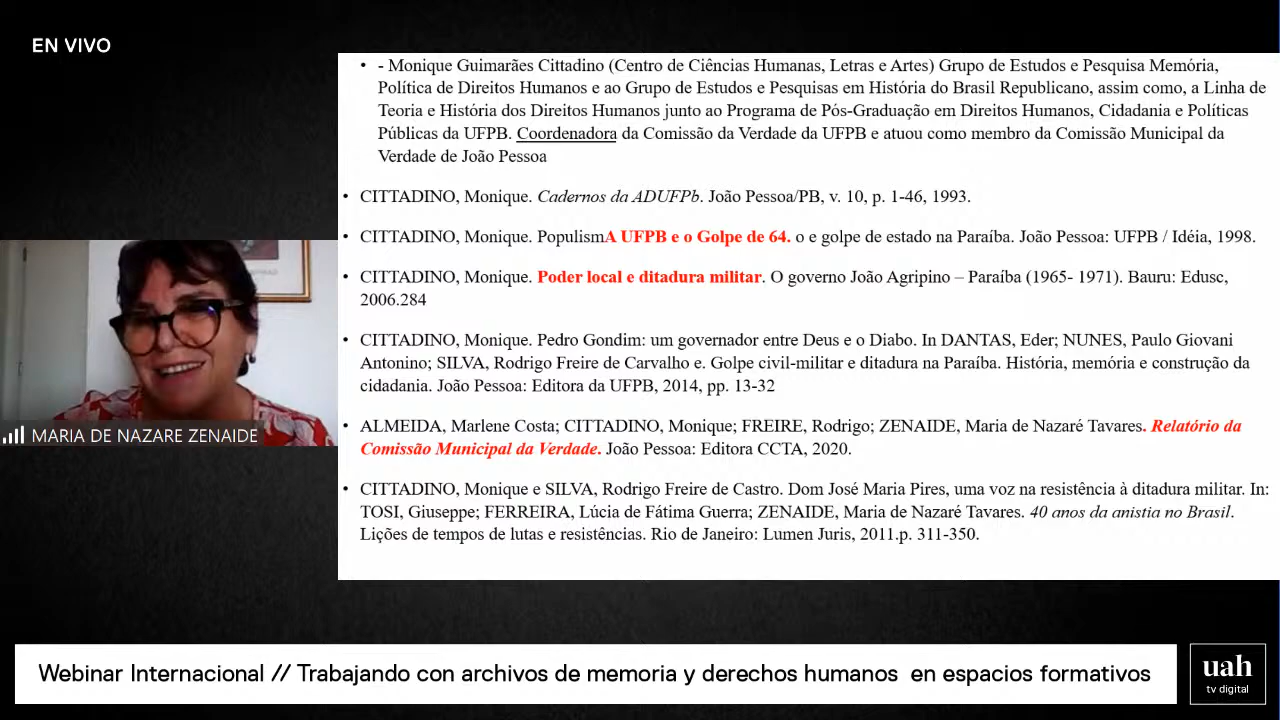 EN VIVO
• - Monique Guimarães Cittadino (Centro de Ciências Humanas, Letras e Artes) Grupo de Estudos e Pesquisa Memória,
Política de Direitos Humanos e ao Grupo de Estudos e Pesquisas em História do Brasil Republicano, assim como, a Linha de
Teoria e História dos Direitos Humanos junto ao Programa de Pós-Graduação em Direitos Humanos, Cidadania e Políticas
Públicas da UFPB. Coordenadora da Comissão da Verdade da UFPB e atuou como membro da Comissão Municipal da
Verdade de João Pessoa
• CITTADINO, Monique. Cadernos da ADUFPb. João Pessoa/PB, v. 10, p. 1-46, 1993.
• CITTADINO, Monique. PopulismA UFPB e o Golpe de 64. o e golpe de estado na Paraíba. João Pessoa: UFPB / Idéia, 1998.
• CITTADINO, Monique. Poder local e ditadura militar. O governo João Agripino – Paraíba (1965- 1971). Bauru: Edusc,
2006.284
• CITTADINO, Monique. Pedro Gondim: um governador entre Deus e o Diabo. In DANTAS, Eder; NUNES, Paulo Giovani
Antonino; SILVA, Rodrigo Freire de Carvalho e. Golpe civil-militar e ditadura na Paraíba. História, memória e construção da
cidadania. João Pessoa: Editora da UFPB, 2014, pp. 13-32
• ALMEIDA, Marlene Costa; CITTADINO, Monique; FREIRE, Rodrigo; ZENAIDE, Maria de Nazaré Tavares. Relatório da
Comissão Municipal da Verdade. João Pessoa: Editora CCTA, 2020.
• CITTADINO, Monique e SILVA, Rodrigo Freire de Castro. Dom José Maria Pires, uma voz na resistência à ditadura militar. In:
TOSI, Giuseppe; FERREIRA, Lúcia de Fátima Guerra; ZENAIDE, Maria de Nazaré Tavares. 40 anos da anistia no Brasil.
Lições de tempos de lutas e resistências. Rio de Janeiro: Lumen Juris, 2011.p. 311-350.
MARIA DE NAZARE ZENAIDE
Webinar Internacional // Trabajando con archivos de memoria y derechos humanos en espacios formativos
uah
tv digital